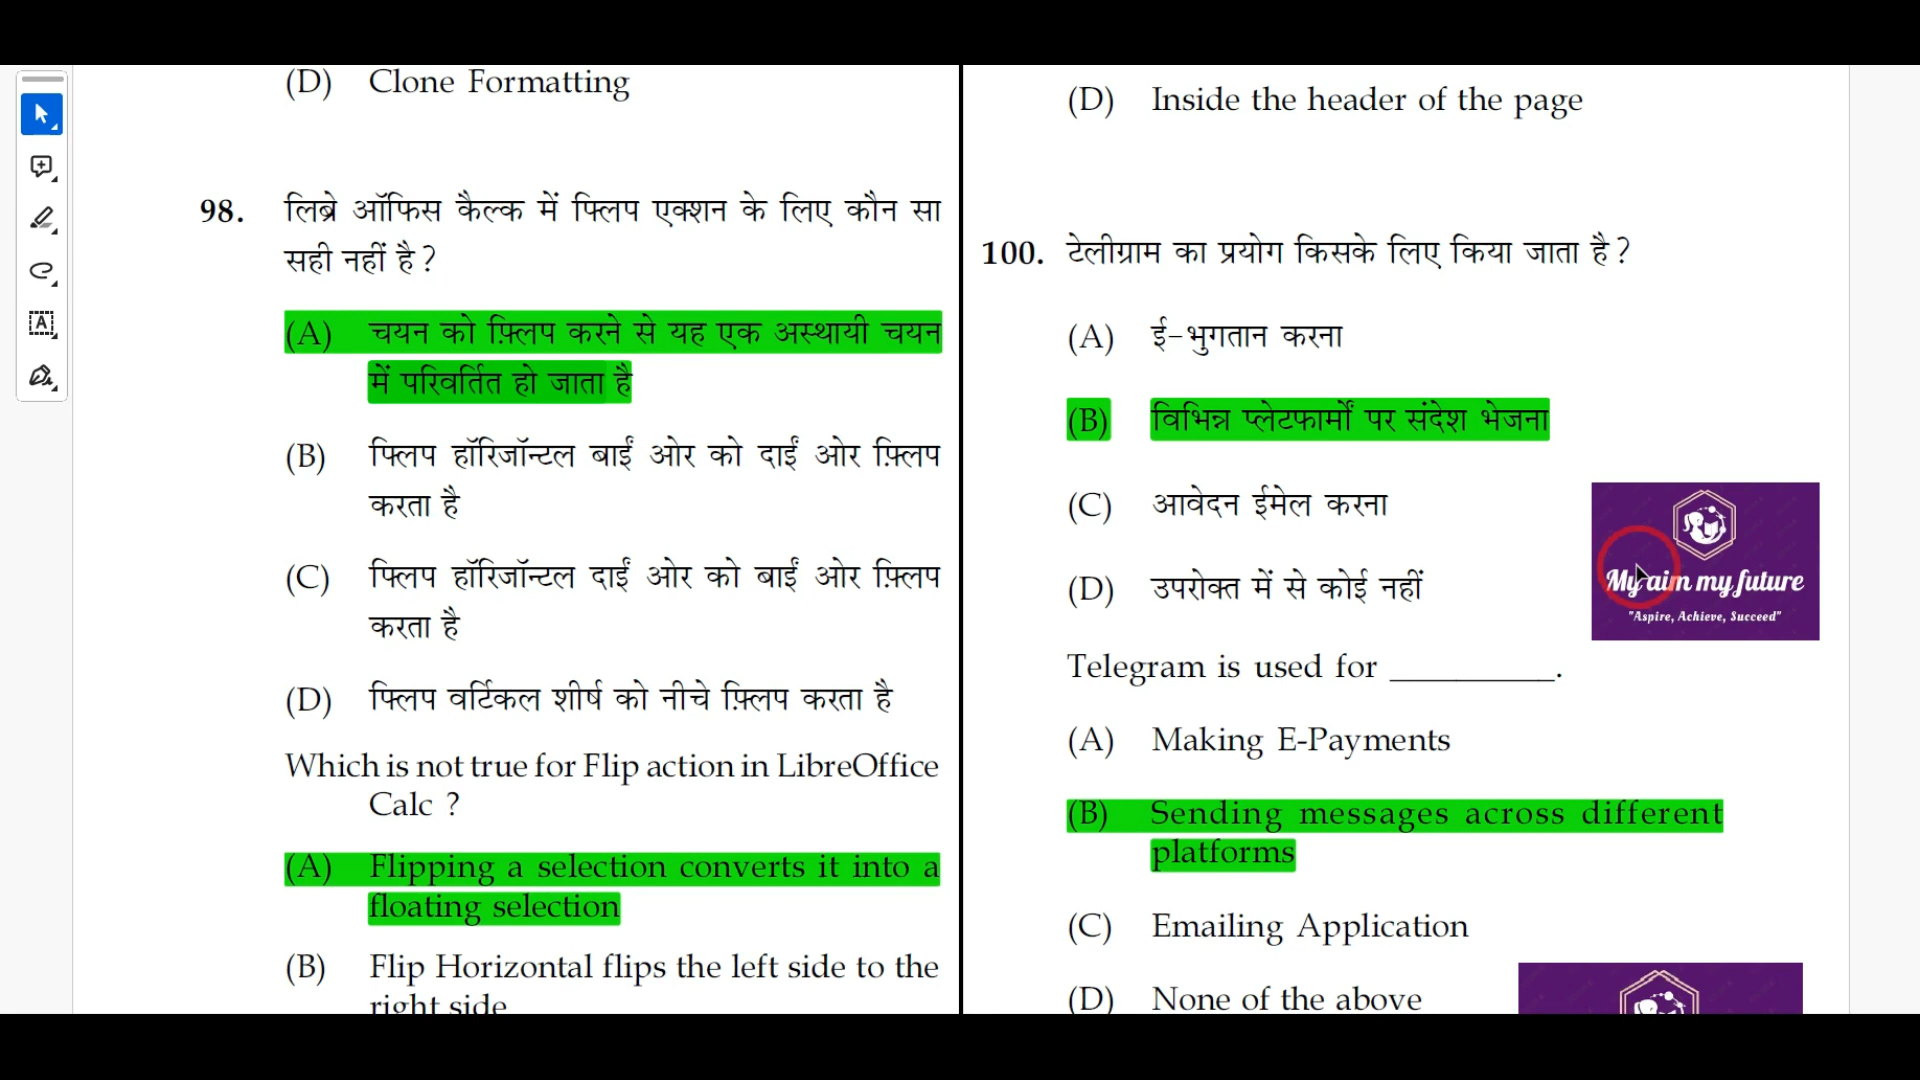 (D) Clone Formatting
98. लिब्रे ऑफिस कैल्क में फ्लिप एक्शन के लिए कौन सा
सही नहीं है ?
(A) चयन को फ़्लिप करने से यह एक अस्थायी चयन
में परिवर्तित हो जाता है
(B) फ्लिप हॉरिजॉन्टल बाईं ओर को दाईं ओर फ़्लिप
करता है
(C) फ्लिप हॉरिजॉन्टल दाईं ओर को बाईं ओर फ़्लिप
करता है
(D) फ्लिप वर्टिकल शीर्ष को नीचे फ़्लिप करता है
Which is not true for Flip action in LibreOffice
Calc ?
(A) Flipping a selection converts it into a
floating selection
(B) Flip Horizontal flips the left side to the
right side
(D) Inside the header of the page
100. टेलीग्राम का प्रयोग किसके लिए किया जाता है ?
(A) ई-भुगतान करना
(B) विभिन्न प्लेटफार्मों पर संदेश भेजना
(C) आवेदन ईमेल करना
(D) उपरोक्त में से कोई नहीं
My aim my future
"Aspire, Achieve, Succeed"
Telegram is used for __________.
(A) Making E-Payments
(B) Sending messages across different
platforms
(C) Emailing Application
(D) None of the above